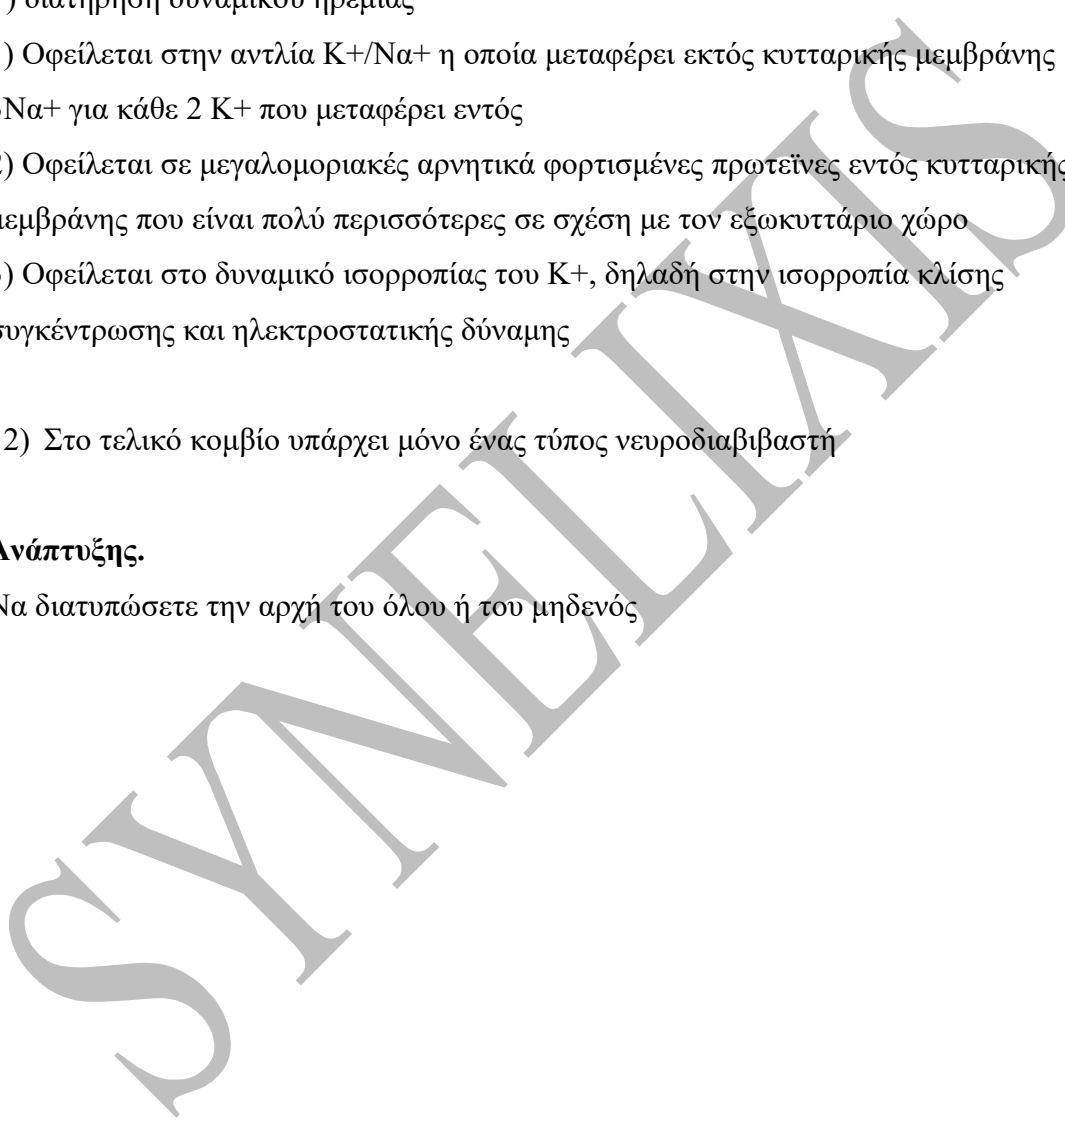 ) διατήρηση δυναμικού ηρεμίας
) Οφείλεται στην αντλία Κ+/Να+ η οποία μεταφέρει εκτός κυτταρικής μεμβράνης
Να+ για κάθε 2 Κ+ που μεταφέρει εντός
2) Οφείλεται σε μεγαλομοριακές αρνητικά φορτισμένες πρωτεϊνες εντός κυτταρικής
μεμβράνης που είναι πολύ περισσότερες σε σχέση με τον εξωκυττάριο χώρο
) Οφείλεται στο δυναμικό ισορροπίας του Κ+, δηλαδή στην ισορροπία κλίσης
συγκέντρωσης και ηλεκτροστατικής δύναμης
2) Στο τελικό κομβίο υπάρχει μόνο ένας τύπος νευροδιαβιβαστή
Ανάπτυξης.
Να διατυπώσετε την αρχή του όλου ή του μηδενός
SYNELIXIS